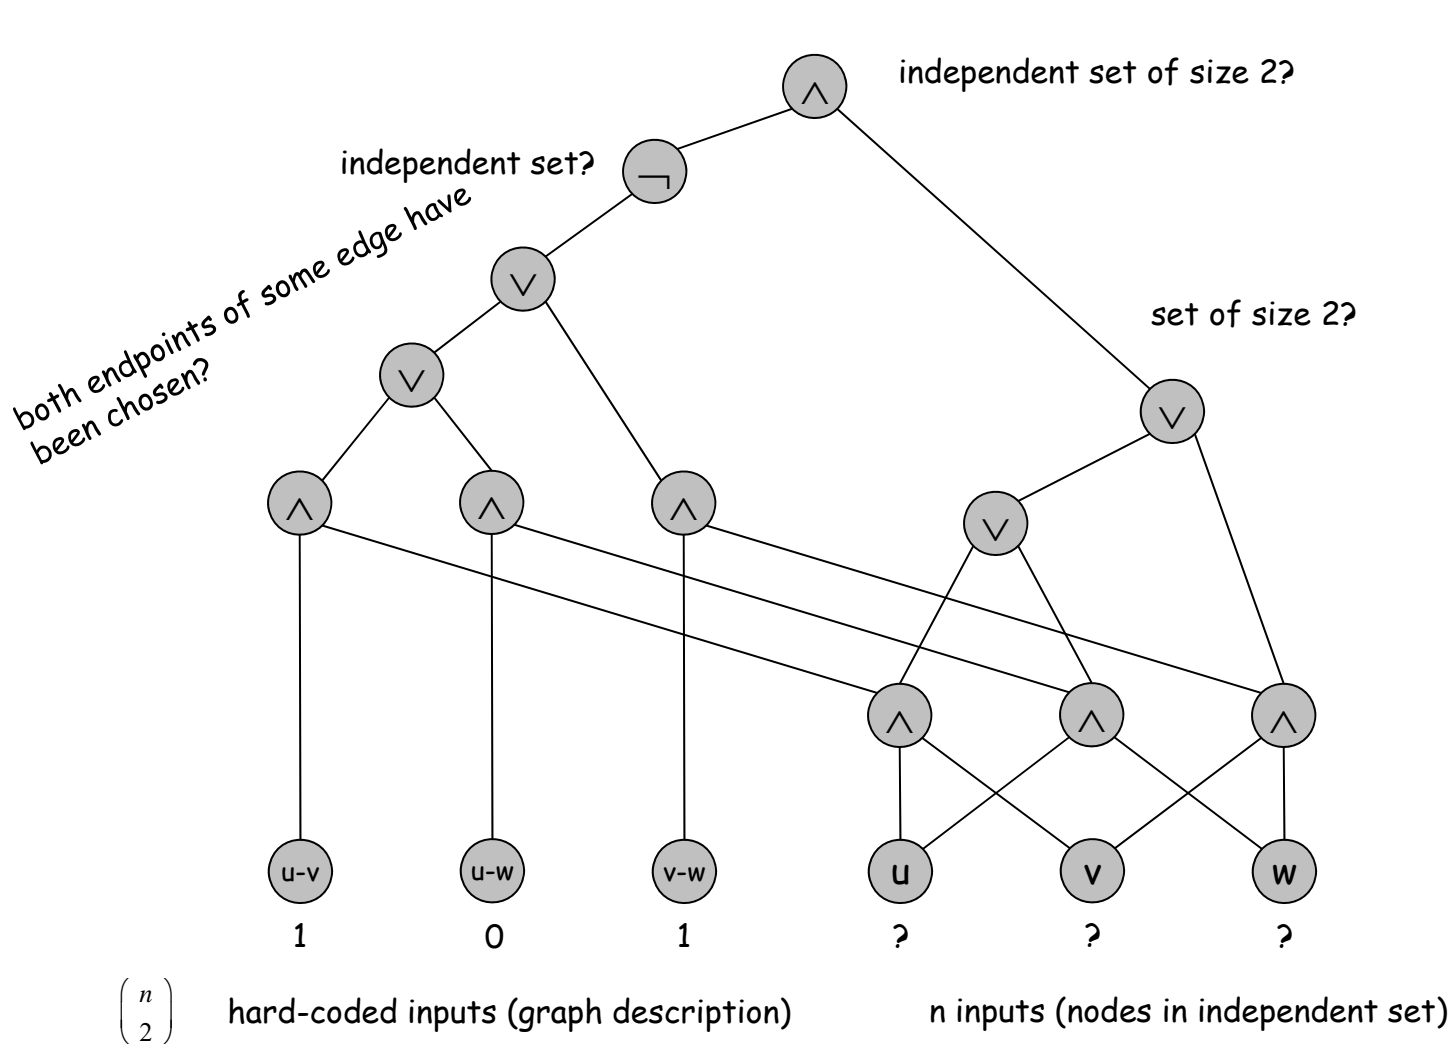 ∧
independent set of size 2?
independent set?
¬
both endpoints of some edge have
been chosen?
∨
set of size 2?
∨
∨
∧ ∧ ∧
∨
∧ ∧ ∧
u-v u-w v-w u v w
1 0 1 ? ? ?
( n 2 ) hard-coded inputs (graph description) n inputs (nodes in independent set)